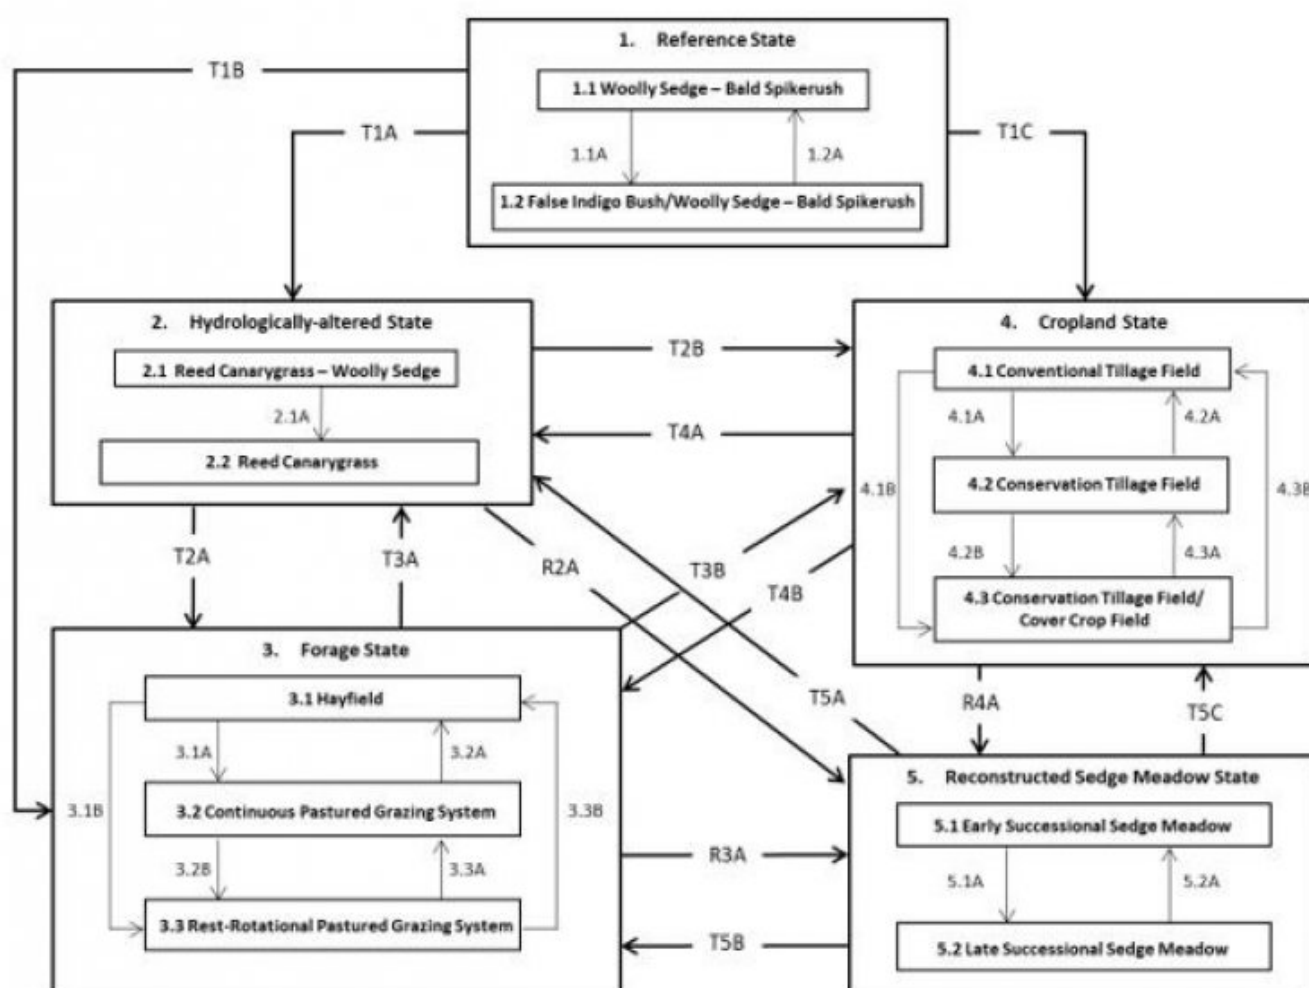 1. Reference State
T1B
1.1 Woolly Sedge – Bald Spikerush
T1A
T1C
1.1A
1.2A
1.2 False Indigo Bush/Woolly Sedge – Bald Spikerush
2. Hydrologically-altered State
4. Cropland State
T2B
2.1 Reed Canarygrass – Woolly Sedge
4.1 Conventional Tillage Field
2.1A
4.1A
4.2A
T4A
2.2 Reed Canarygrass
4.2 Conservation Tillage Field
4.1B
4.3B
T2A
T3A
R2A
T3B
4.2B
4.3A
T4B
4.3 Conservation Tillage Field/
Cover Crop Field
3. Forage State
3.1 Hayfield
T5A
R4A
T5C
3.1A
3.2A
5. Reconstructed Sedge Meadow State
3.1B
3.2 Continuous Pastured Grazing System
3.3B
5.1 Early Successional Sedge Meadow
R3A
3.2B
3.3A
5.1A
5.2A
3.3 Rest-Rotational Pastured Grazing System
T5B
5.2 Late Successional Sedge Meadow